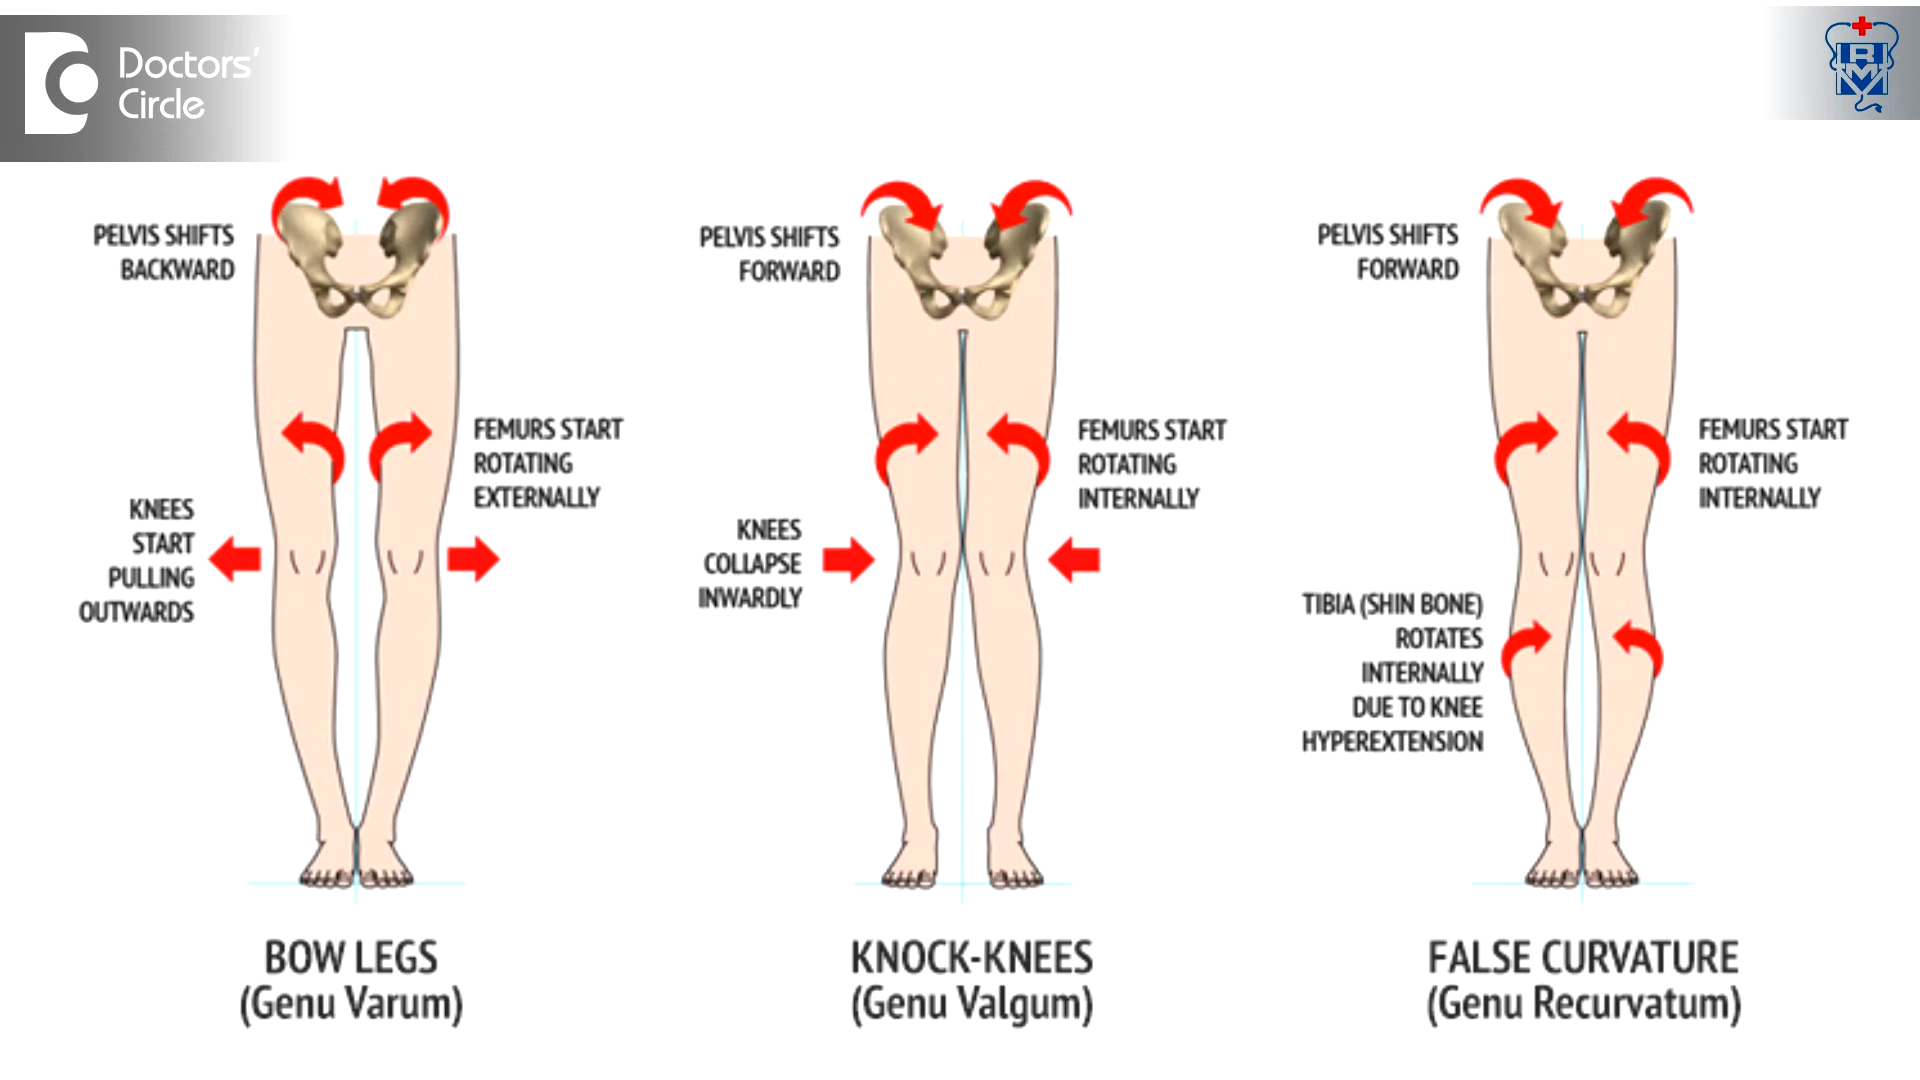 Doctors'
Circle
RMV
PELVIS SHIFTS
BACKWARD
FEMURS START
ROTATING
EXTERNALLY
KNEES
START
PULLING
OUTWARDS
BOW LEGS
(Genu Varum)
PELVIS SHIFTS
FORWARD
FEMURS START
ROTATING
INTERNALLY
KNEES
COLLAPSE
INWARDLY
KNOCK-KNEES
(Genu Valgum)
PELVIS SHIFTS
FORWARD
FEMURS START
ROTATING
INTERNALLY
TIBIA (SHIN BONE)
ROTATES
INTERNALLY
DUE TO KNEE
HYPEREXTENSION
FALSE CURVATURE
(Genu Recurvatum)